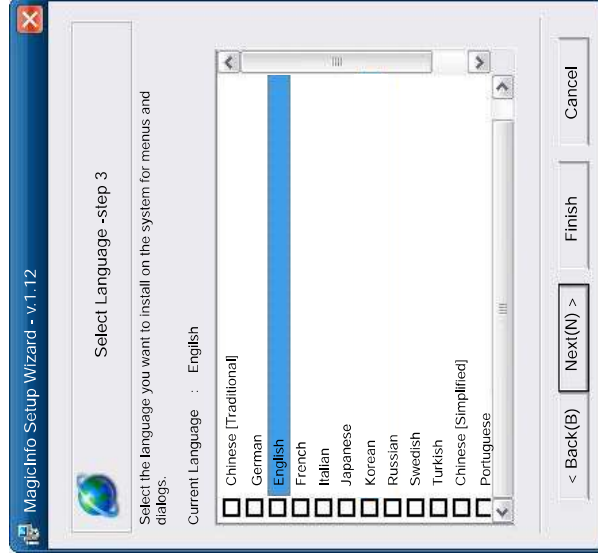 MagicInfo Setup Wizard - v.1.12
Select Language -step 3
Select the language you want to install on the system for menus and
dialogs.
Current Language : Engilsh
Chinese [Traditional]
German
English
French
Italian
Japanese
Korean
Russian
Swedish
Turkish
Chinese [Simplified]
Portuguese
< Back(B)
Next(N) >
Finish
Cancel